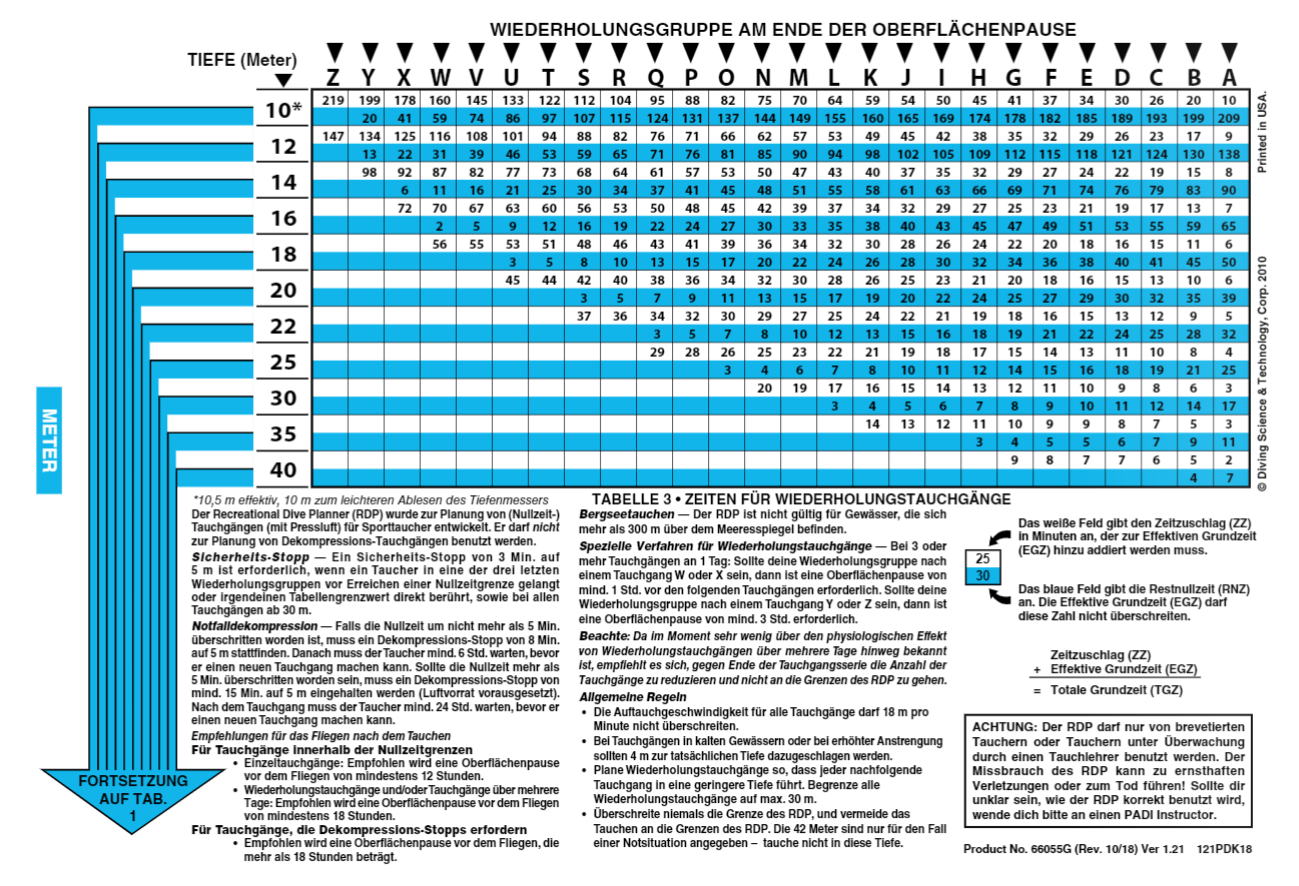 WIEDERHOLUNGSGRUPPE AM ENDE DER OBERFLÄCHENPAUSE
TIEFE (Meter)
Z Y X W V U T S R Q P O N M L K J I H G F E D C B A
10*
219 199 178 160 145 133 122 112 104 95 88 82 75 70 64 59 54 50 45 41 37 34 30 26 20 10
20 41 59 74 86 97 107 115 124 131 137 144 149 155 160 165 169 174 178 182 185 189 193 199 209
12
147 134 125 116 108 101 94 88 82 76 71 66 62 57 53 49 45 42 38 35 32 29 26 23 17 9
13 22 31 39 46 53 59 65 71 76 81 85 90 94 98 102 105 109 112 115 118 121 124 130 138
14
98 92 87 82 77 73 68 64 61 57 53 50 47 43 40 37 35 32 29 27 24 22 19 15 8
6 11 16 21 25 30 34 37 41 45 48 51 55 58 61 63 66 69 71 74 76 79 83 90
16
72 70 67 63 60 56 53 50 48 45 42 39 37 34 32 29 27 25 23 21 19 17 13 7
2 5 9 12 16 19 22 24 27 30 33 35 38 40 43 45 47 49 51 53 55 59 65
18
56 55 53 51 48 46 43 41 39 36 34 32 30 28 26 24 22 20 18 16 15 11 6
3 5 8 10 13 15 17 20 22 24 26 28 30 32 34 36 38 40 41 45 50
20
45 44 42 40 38 36 34 32 30 28 26 25 23 21 20 18 16 15 13 10 6
3 5 7 9 11 13 15 17 19 20 22 24 25 27 29 30 32 35 39
22
37 36 34 32 30 29 27 25 24 22 21 19 18 16 15 13 12 9 5
3 5 7 8 10 12 13 15 16 18 19 21 22 24 25 28 32
25
29 28 26 25 23 22 21 19 18 17 15 14 13 11 10 8 4
3 4 6 7 8 10 11 12 14 15 16 18 19 21 25
30
20 19 17 16 15 14 13 12 11 10 9 8 6 3
3 4 5 6 7 8 9 10 11 12 14 17
35
14 13 12 11 10 9 9 8 7 5 3
3 4 5 5 6 7 9 11
40
9 8 7 7 6 5 2
4 7
METER
FORTSETZUNG
AUF TAB.
1
Printed in USA.
© Diving Science & Technology, Corp. 2010
*10,5 m effektiv, 10 m zum leichteren Ablesen des Tiefenmessers
Der Recreational Dive Planner (RDP) wurde zur Planung von (Nullzeit-)
Tauchgängen (mit Pressluft) für Sporttaucher entwickelt. Er darf nicht
zur Planung von Dekompressions-Tauchgängen benutzt werden.
Sicherheits-Stopp — Ein Sicherheits-Stopp von 3 Min. auf
5 m ist erforderlich, wenn ein Taucher in eine der drei letzten
Wiederholungsgruppen vor Erreichen einer Nullzeitgrenze gelangt
oder irgendeinen Tabellengrenzwert direkt berührt, sowie bei allen
Tauchgängen ab 30 m.
Notfalldekompression — Falls die Nullzeit um nicht mehr als 5 Min.
überschritten worden ist, muss ein Dekompressions-Stopp von 8 Min.
auf 5 m stattfinden. Danach muss der Taucher mind. 6 Std. warten, bevor
er einen neuen Tauchgang machen kann. Sollte die Nullzeit mehr als
5 Min. überschritten worden sein, muss ein Dekompressions-Stopp von
mind. 15 Min. auf 5 m eingehalten werden (Luftvorrat vorausgesetzt).
Nach dem Tauchgang muss der Taucher mind. 24 Std. warten, bevor er
einen neuen Tauchgang machen kann.
Empfehlungen für das Fliegen nach dem Tauchen
Für Tauchgänge innerhalb der Nullzeitgrenzen
• Einzeltauchgänge: Empfohlen wird eine Oberflächenpause
vor dem Fliegen von mindestens 12 Stunden.
• Wiederholungstauchgänge und/oder Tauchgänge über mehrere
Tage: Empfohlen wird eine Oberflächenpause vor dem Fliegen
von mindestens 18 Stunden.
Für Tauchgänge, die Dekompressions-Stopps erfordern
• Empfohlen wird eine Oberflächenpause vor dem Fliegen, die
mehr als 18 Stunden beträgt.
TABELLE 3 • ZEITEN FÜR WIEDERHOLUNGSTAUCHGÄNGE
Bergseetauchen — Der RDP ist nicht gültig für Gewässer, die sich
mehr als 300 m über dem Meeresspiegel befinden.
Spezielle Verfahren für Wiederholungstauchgänge — Bei 3 oder
mehr Tauchgängen an 1 Tag: Sollte deine Wiederholungsgruppe nach
einem Tauchgang W oder X sein, dann ist eine Oberflächenpause von
mind. 1 Std. vor den folgenden Tauchgängen erforderlich. Sollte deine
Wiederholungsgruppe nach einem Tauchgang Y oder Z sein, dann ist
eine Oberflächenpause von mind. 3 Std. erforderlich.
Beachte: Da im Moment sehr wenig über den physiologischen Effekt
von Wiederholungstauchgängen über mehrere Tage hinweg bekannt
ist, empfiehlt es sich, gegen Ende der Tauchgangsserie die Anzahl der
Tauchgänge zu reduzieren und nicht an die Grenzen des RDP zu gehen.
Allgemeine Regeln
• Die Auftauchgeschwindigkeit für alle Tauchgänge darf 18 m pro
Minute nicht überschreiten.
• Bei Tauchgängen in kalten Gewässern oder bei erhöhter Anstrengung
sollten 4 m zur tatsächlichen Tiefe dazugeschlagen werden.
• Plane Wiederholungstauchgänge so, dass jeder nachfolgende
Tauchgang in eine geringere Tiefe führt. Begrenze alle
Wiederholungstauchgänge auf max. 30 m.
• Überschreite niemals die Grenze des RDP, und vermeide das
Tauchen an die Grenzen des RDP. Die 42 Meter sind nur für den Fall
einer Notsituation angegeben – tauche nicht in diese Tiefe.
25
30
Das weiße Feld gibt den Zeitzuschlag (ZZ)
in Minuten an, der zur Effektiven Grundzeit
(EGZ) hinzu addiert werden muss.
Das blaue Feld gibt die Restnullzeit (RNZ)
an. Die Effektive Grundzeit (EGZ) darf
diese Zahl nicht überschreiten.
Zeitzuschlag (ZZ)
+ Effektive Grundzeit (EGZ)
= Totale Grundzeit (TGZ)
ACHTUNG: Der RDP darf nur von brevetierten
Tauchern oder Tauchern unter Überwachung
durch einen Tauchlehrer benutzt werden. Der
Missbrauch des RDP kann zu ernsthaften
Verletzungen oder zum Tod führen! Sollte dir
unklar sein, wie der RDP korrekt benutzt wird,
wende dich bitte an einen PADI Instructor.
Product No. 66055G (Rev. 10/18) Ver 1.21 121PDK18